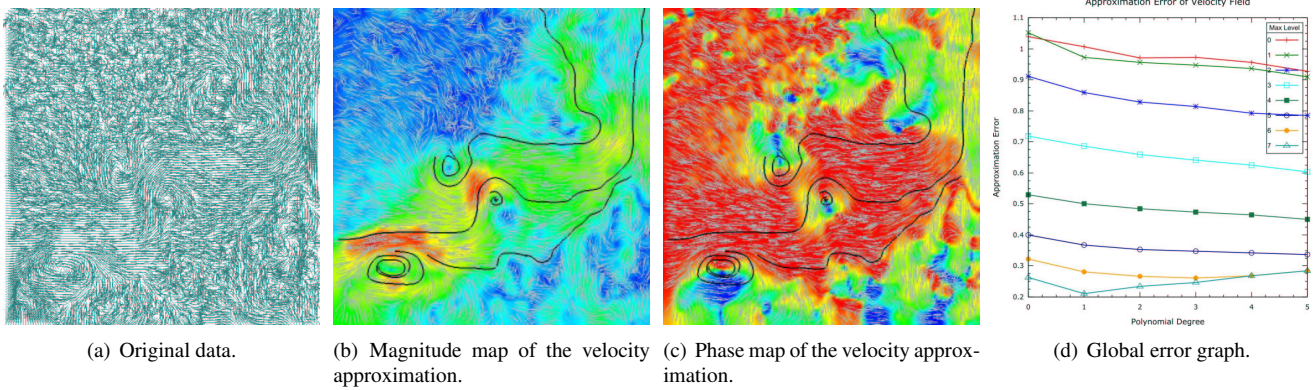 Approximation Error of Velocity Field
1.1
1
0.9
0.8
0.7
0.6
0.5
0.4
0.3
0.2
Approximation Error
Max Level
0
1
2
3
4
5
6
7
0 1 2 3 4 5
Polynomial Degree
(a) Original data.
(b) Magnitude map of the velocity
approximation.
(c) Phase map of the velocity approx-
imation.
(d) Global error graph.